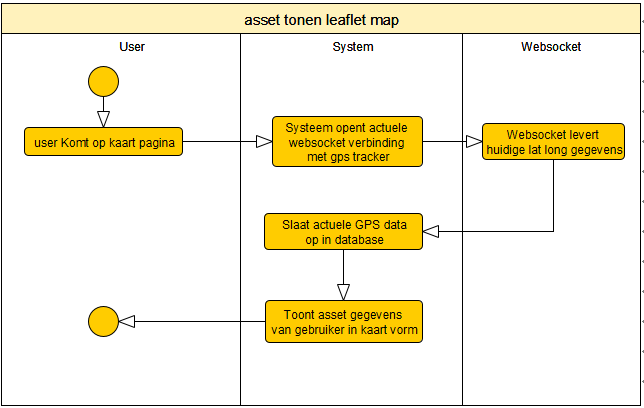 asset tonen leaflet map
User
System
Websocket
user Komt op kaart pagina
Systeem opent actuele
websocket verbinding
met gps tracker
Websocket levert
huidige lat long gegevens
Slaat actuele GPS data
op in database
Toont asset gegevens
van gebruiker in kaart vorm